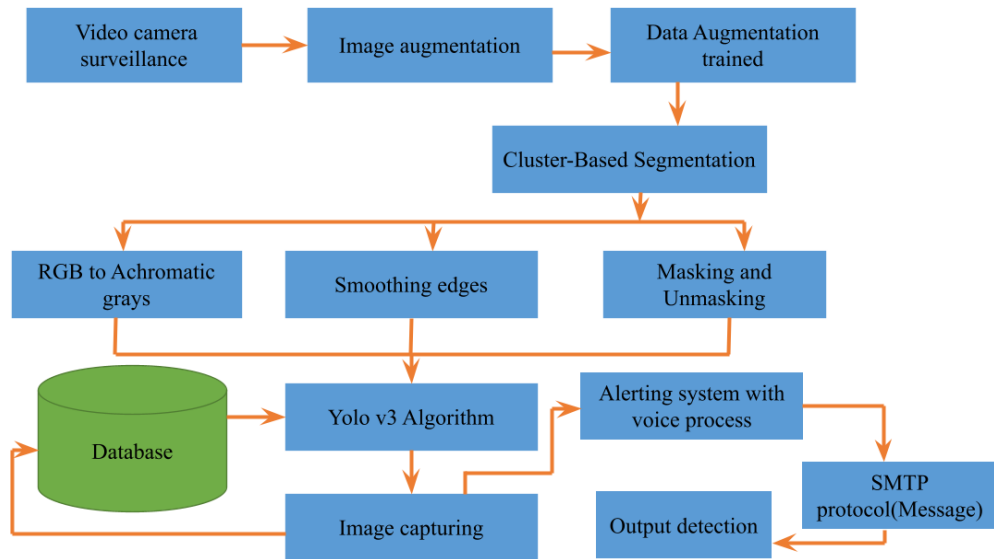 Video camera
surveillance
Image augmentation
Data Augmentation
trained
Cluster-Based Segmentation
RGB to Achromatic
grays
Smoothing edges
Masking and
Unmasking
Database
Yolo v3 Algorithm
Alerting system with
voice process
Image capturing
SMTP
protocol(Message)
Output detection